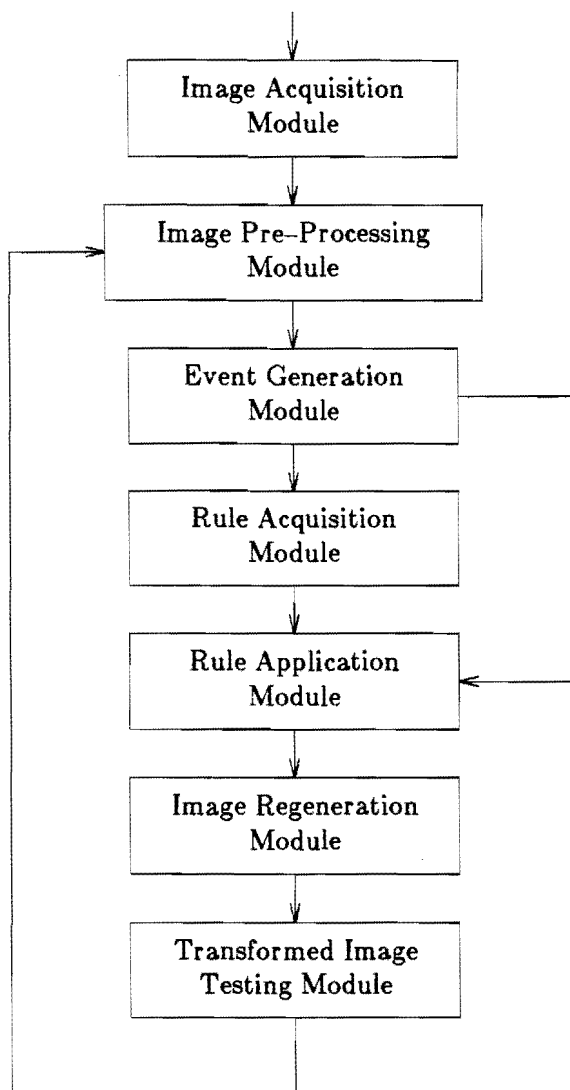 Image Acquisition
Module
Image Pre–Processing
Module
Event Generation
Module
Rule Acquisition
Module
Rule Application
Module
Image Regeneration
Module
Transformed Image
Testing Module